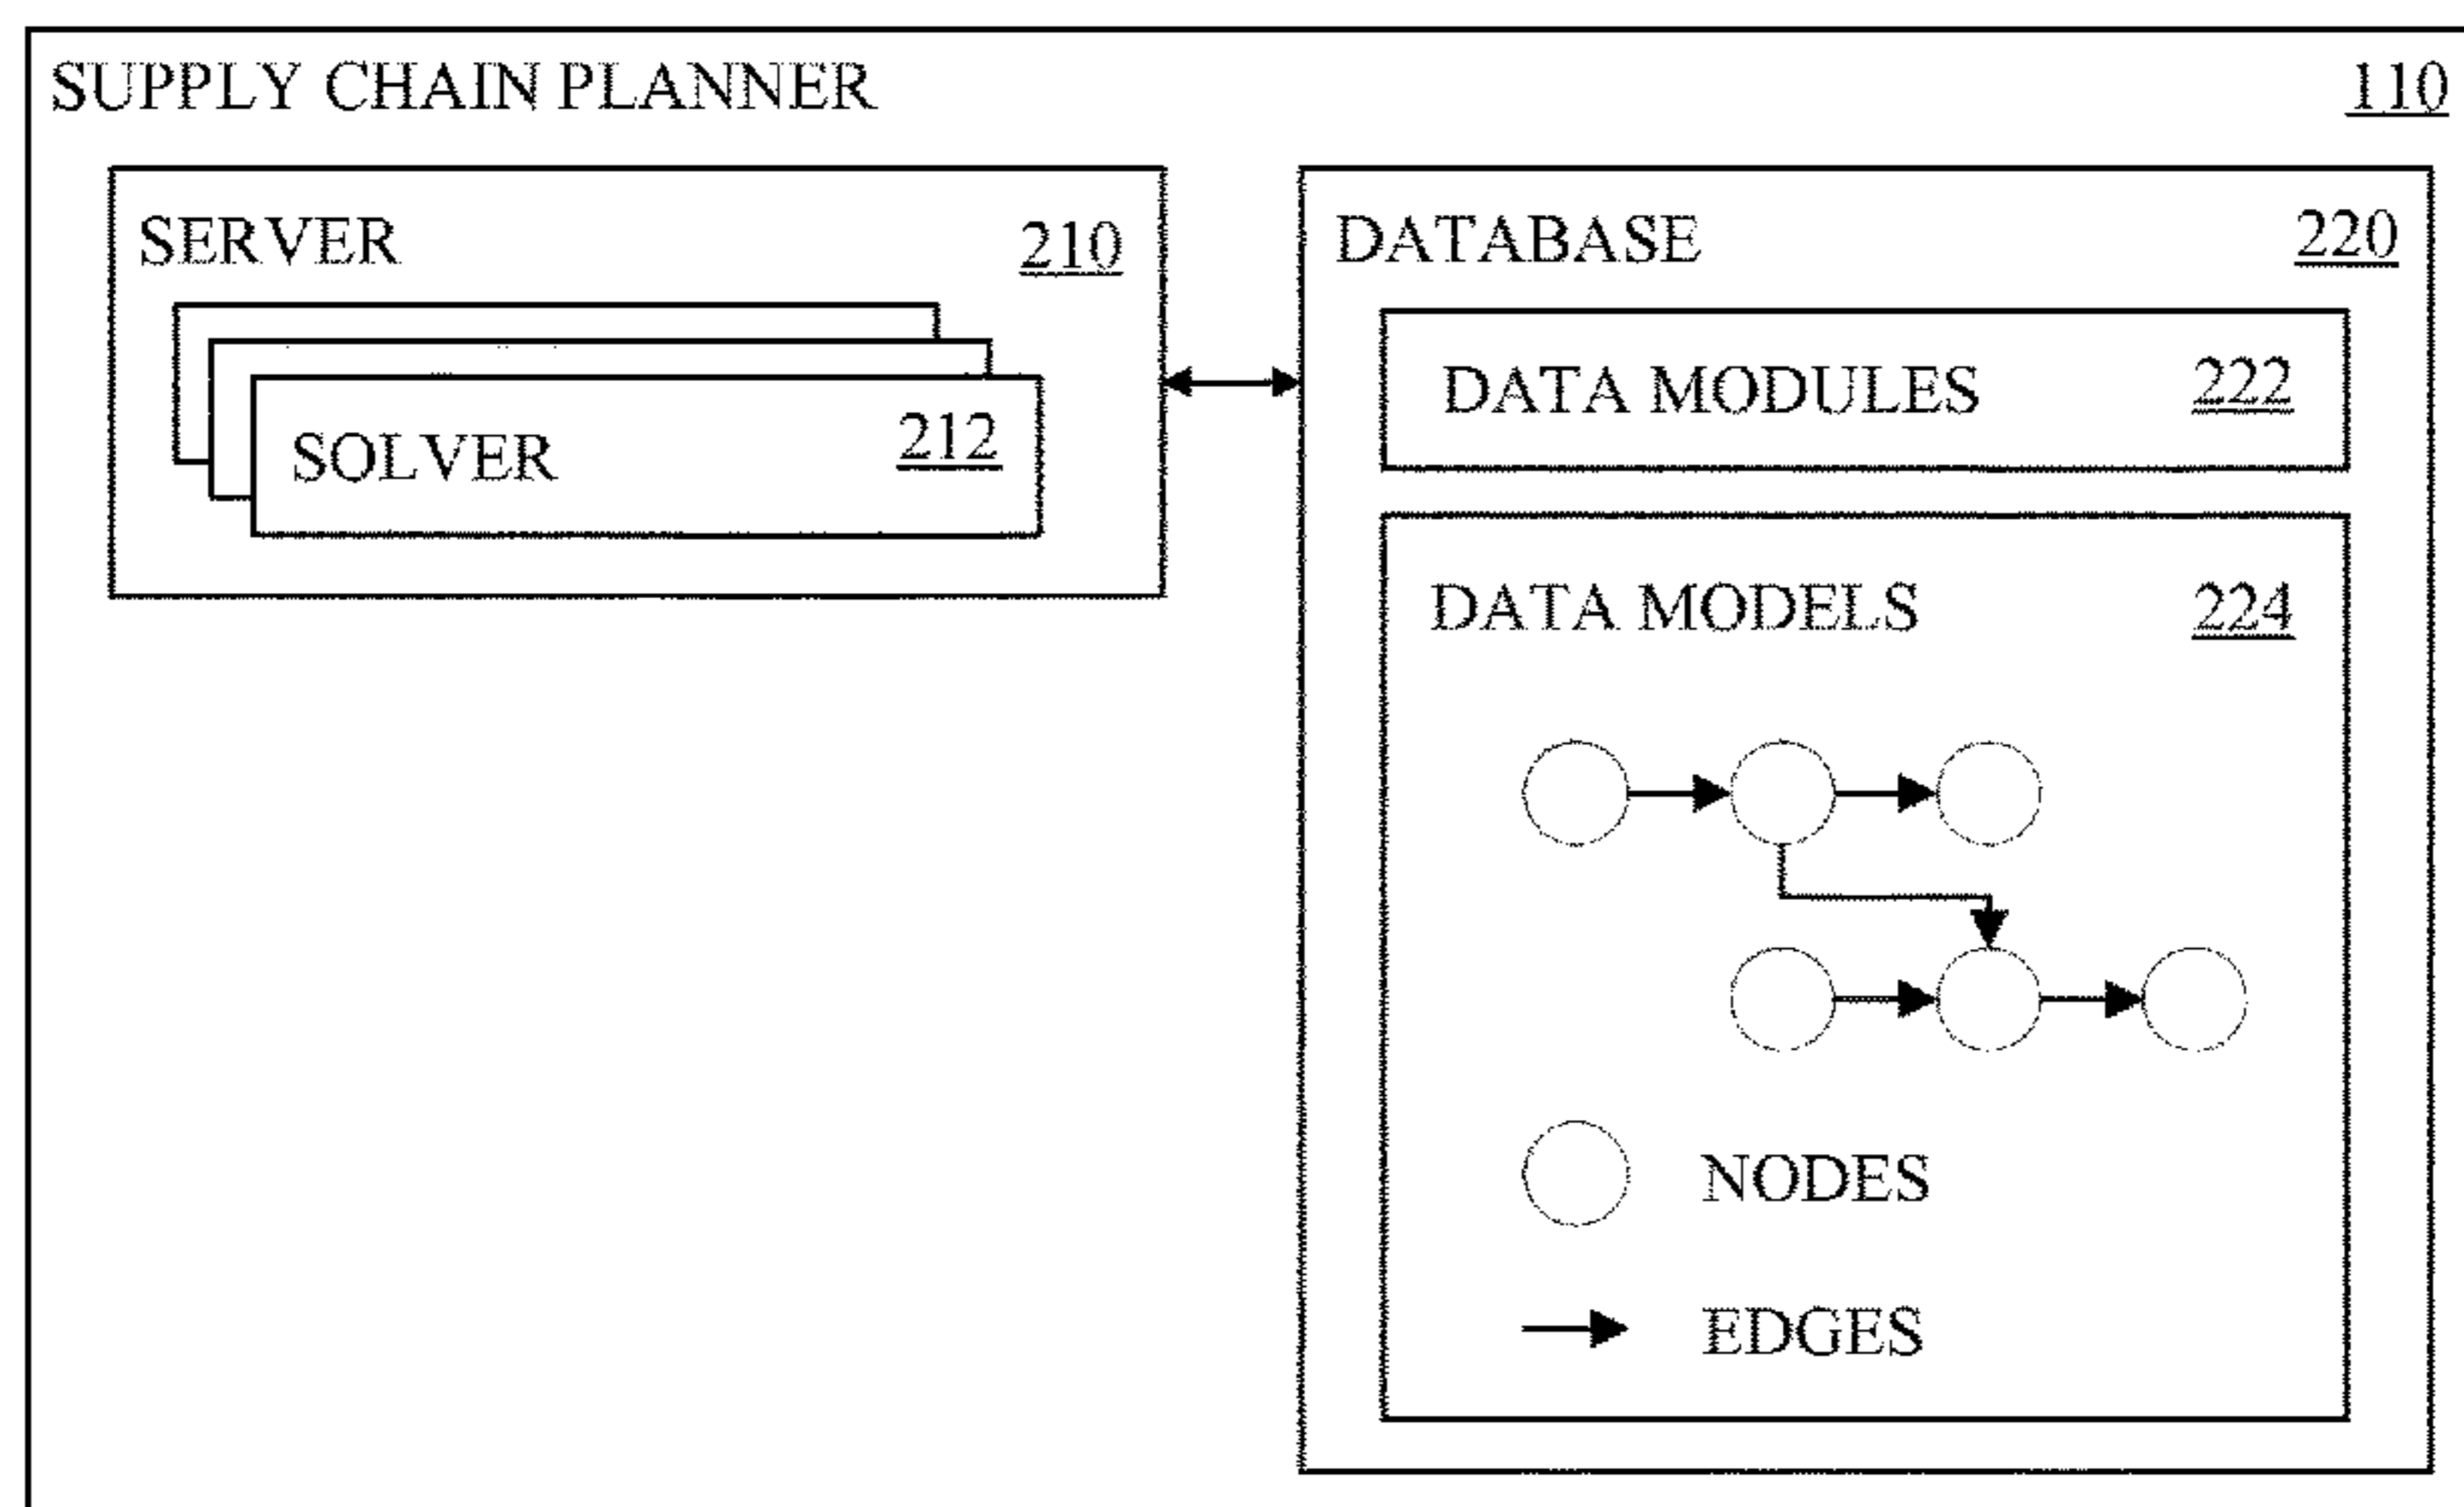 SUPPLY CHAIN PLANNER 110
SERVER 210
SOLVER 212
DATABASE 220
DATA MODULES 222
DATA MODELS 224
NODES
EDGES